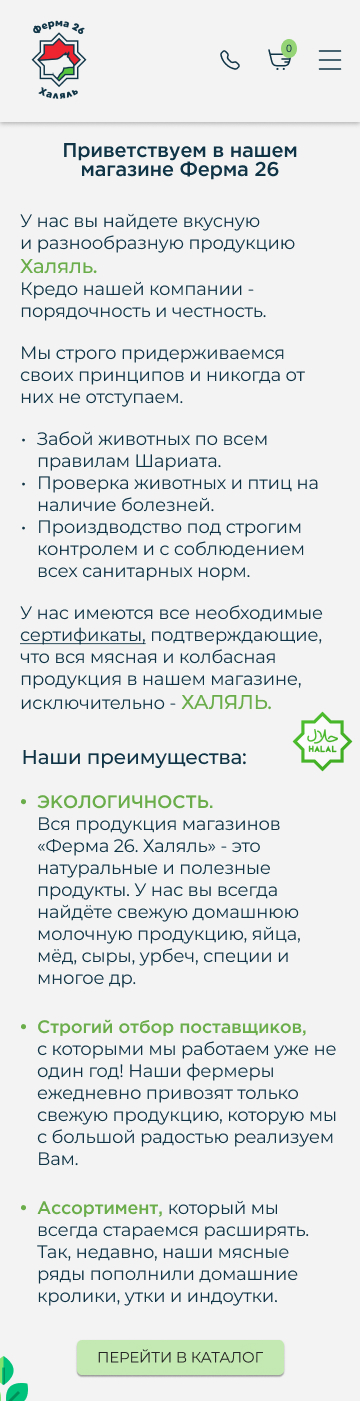 Ферма 26
Халяль
0
Приветствуем в нашем
магазине Ферма 26
У нас вы найдете вкусную
и разнообразную продукцию
Халяль.
Кредо нашей компании -
порядочность и честность.
Мы строго придерживаемся
своих принципов и никогда от
них не отступаем.
• Забой животных по всем
правилам Шариата.
• Проверка животных и птиц на
наличие болезней.
• Произдводство под строгим
контролем и с соблюдением
всех санитарных норм.
У нас имеются все необходимые
сертификаты, подтверждающие,
что вся мясная и колбасная
продукция в нашем магазине,
исключительно - ХАЛЯЛЬ.
حلال
HALAL
Наши преимущества:
• ЭКОЛОГИЧНОСТЬ.
Вся продукция магазинов
«Ферма 26. Халяль» - это
натуральные и полезные
продукты. У нас вы всегда
найдёте свежую домашнюю
молочную продукцию, яйца,
мёд, сыры, урбеч, специи и
многое др.
• Строгий отбор поставщиков,
с которыми мы работаем уже не
один год! Наши фермеры
ежедневно привозят только
свежую продукцию, которую мы
с большой радостью реализуем
Вам.
• Ассортимент, который мы
всегда стараемся расширять.
Так, недавно, наши мясные
ряды пополнили домашние
кролики, утки и индоутки.
ПЕРЕЙТИ В КАТАЛОГ